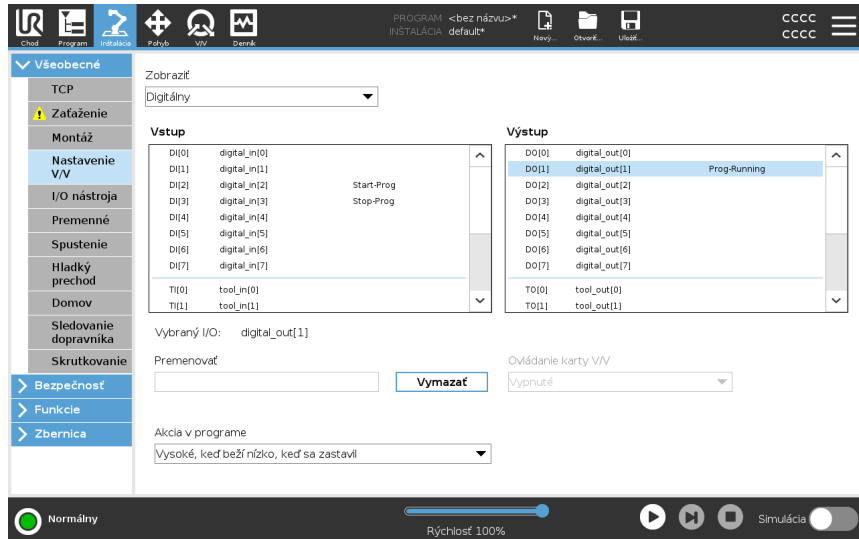 UR
PROGRAM <bez názvu>*
INŠTALÁCIA default*
CCCC
CCCC
Chod Program Inštalácia Pohyb V/V Denník Nový... Otvoriť... Uložiť...
Všeobecné
TCP
Zaťaženie
Montáž
Nastavenie
V/V
I/O nástroja
Premenné
Spustenie
Hladký
prechod
Domov
Sledovanie
dopravníka
Skrutkovanie
Bezpečnosť
Funkcie
Zbernica
Zobraziť
Digitálny
Vstup
DI[0] digital_in[0]
DI[1] digital_in[1]
DI[2] digital_in[2] Start-Prog
DI[3] digital_in[3] Stop-Prog
DI[4] digital_in[4]
DI[5] digital_in[5]
DI[6] digital_in[6]
DI[7] digital_in[7]
TI[0] tool_in[0]
TI[1] tool_in[1]
Výstup
DO[0] digital_out[0]
DO[1] digital_out[1] Prog-Running
DO[2] digital_out[2]
DO[3] digital_out[3]
DO[4] digital_out[4]
DO[5] digital_out[5]
DO[6] digital_out[6]
DO[7] digital_out[7]
TO[0] tool_out[0]
TO[1] tool_out[1]
Vybraný I/O: digital_out[1]
Premenovať
Vymazať
Ovládanie karty V/V
Vypnuté
Akcia v programe
Vysoké, keď beží nízko, keď sa zastavil
Normálny
Rýchlosť 100%
Simulácia